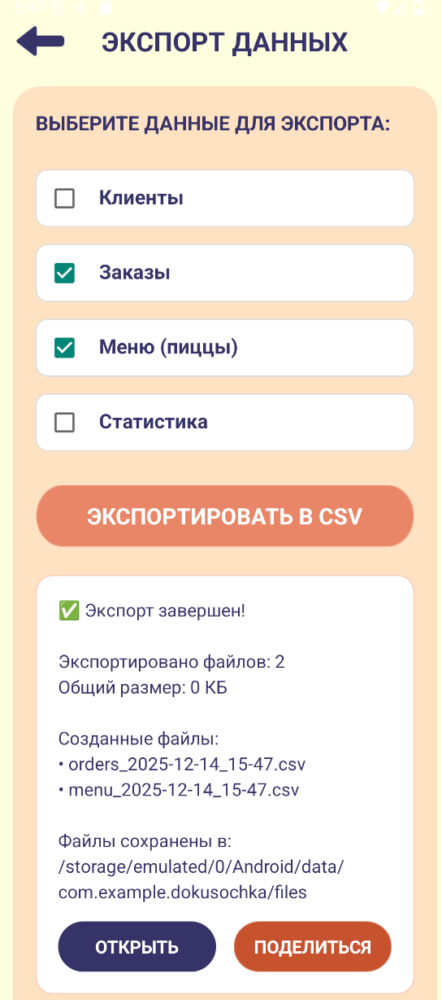 3:47
ЭКСПОРТ ДАННЫХ
ВЫБЕРИТЕ ДАННЫЕ ДЛЯ ЭКСПОРТА:
Клиенты
Заказы
Меню (пиццы)
Статистика
ЭКСПОРТИРОВАТЬ В CSV
✅ Экспорт завершен!
Экспортировано файлов: 2
Общий размер: 0 КБ
Созданные файлы:
• orders_2025-12-14_15-47.csv
• menu_2025-12-14_15-47.csv
Файлы сохранены в:
/storage/emulated/0/Android/data/
com.example.dokusochka/files
ОТКРЫТЬ
ПОДЕЛИТЬСЯ